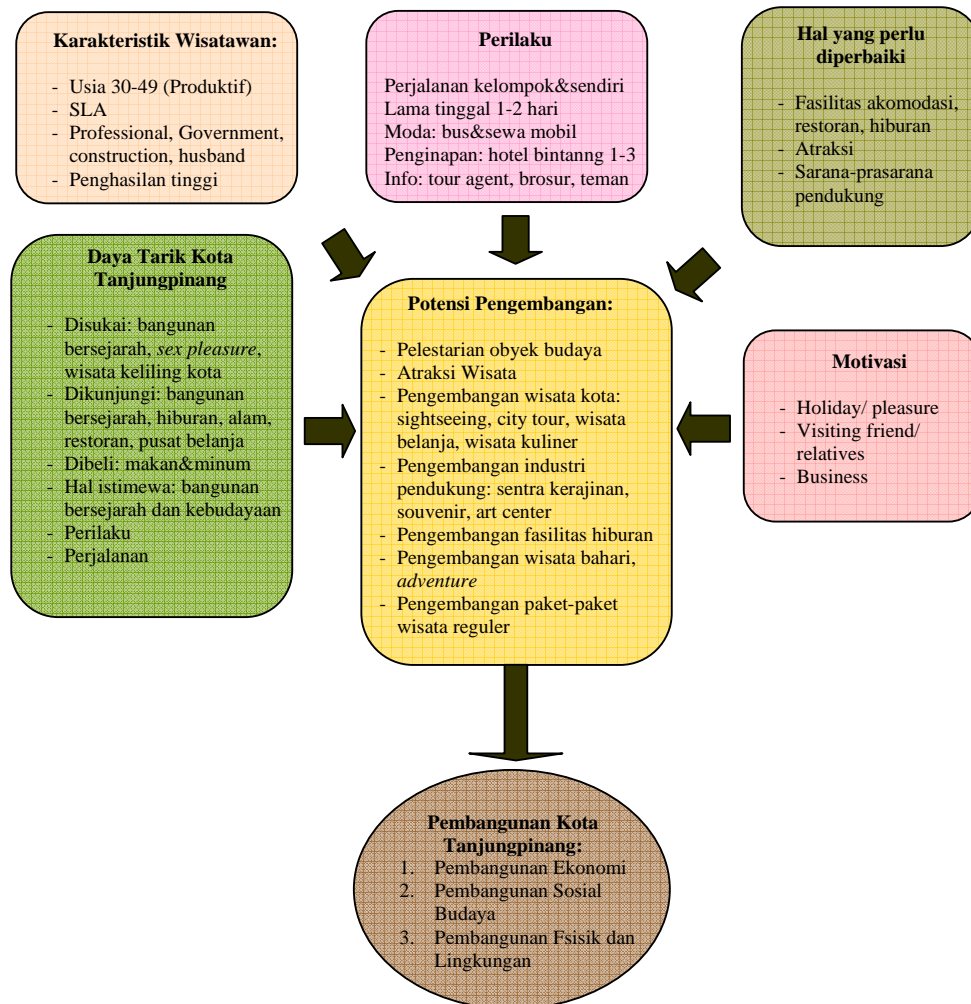 Karakteristik Wisatawan:
- Usia 30-49 (Produktif)
- SLA
- Professional, Government,
construction, husband
- Penghasilan tinggi
Perilaku
Perjalanan kelompok&sendiri
Lama tinggal 1-2 hari
Moda: bus&sewa mobil
Penginapan: hotel bintanng 1-3
Info: tour agent, brosur, teman
Hal yang perlu
diperbaiki
- Fasilitas akomodasi,
restoran, hiburan
- Atraksi
- Sarana-prasarana
pendukung
Daya Tarik Kota
Tanjungpinang
- Disukai: bangunan
bersejarah, sex pleasure,
wisata keliling kota
- Dikunjungi: bangunan
bersejarah, hiburan, alam,
restoran, pusat belanja
- Dibeli: makan&minum
- Hal istimewa: bangunan
bersejarah dan kebudayaan
- Perilaku
- Perjalanan
Potensi Pengembangan:
- Pelestarian obyek budaya
- Atraksi Wisata
- Pengembangan wisata kota:
sightseeing, city tour, wisata
belanja, wisata kuliner
- Pengembangan industri
pendukung: sentra kerajinan,
souvenir, art center
- Pengembangan fasilitas hiburan
- Pengembangan wisata bahari,
adventure
- Pengembangan paket-paket
wisata reguler
Motivasi
- Holiday/ pleasure
- Visiting friend/
relatives
- Business
Pembangunan Kota
Tanjungpinang:
1. Pembangunan Ekonomi
2. Pembangunan Sosial
Budaya
3. Pembangunan Fsisik dan
Lingkungan